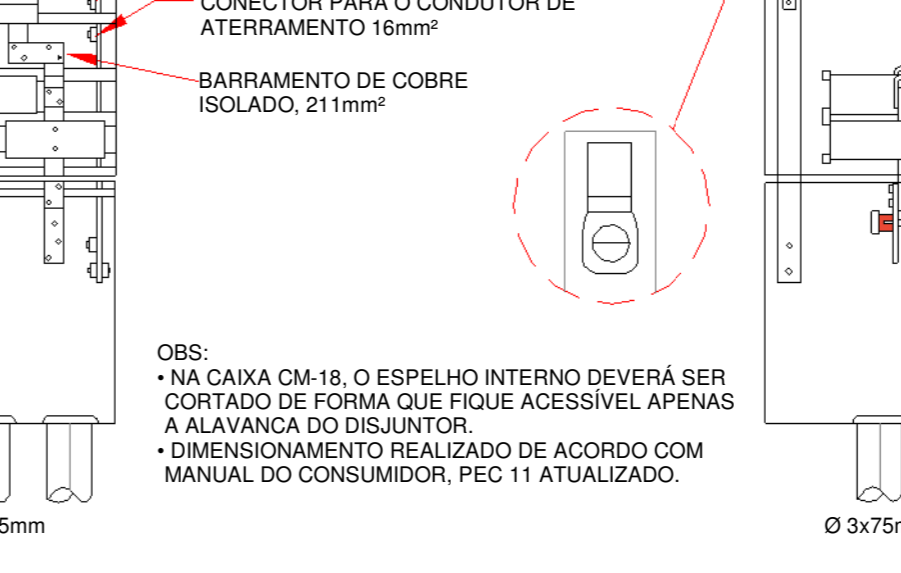 CONECTOR PARA O CONDUTOR DE
ATERRAMENTO 16mm²
BARRAMENTO DE COBRE
ISOLADO, 211mm²
OBS:
• NA CAIXA CM-18, O ESPELHO INTERNO DEVERÁ SER
CORTADO DE FORMA QUE FIQUE ACESSÍVEL APENAS
A ALAVANCA DO DISJUNTOR.
• DIMENSIONAMENTO REALIZADO DE ACORDO COM
MANUAL DO CONSUMIDOR, PEC 11 ATUALIZADO.
5mm
Ø 3x75